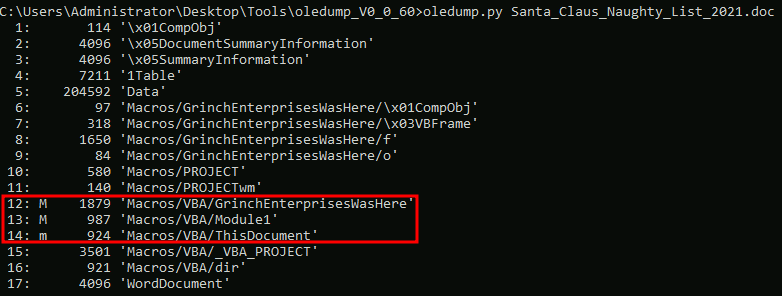 C:\Users\Administrator\Desktop\Tools\oledump_V0_0_60>oledump.py Santa_Claus_Naughty_List_2021.doc
1: 114 '\x01CompObj'
2: 4096 '\x05DocumentSummaryInformation'
3: 4096 '\x05SummaryInformation'
4: 7211 '1Table'
5: 204592 'Data'
6: 97 'Macros/GrinchEnterprisesWasHere/\x01CompObj'
7: 318 'Macros/GrinchEnterprisesWasHere/\x03VBFrame'
8: 1650 'Macros/GrinchEnterprisesWasHere/f'
9: 84 'Macros/GrinchEnterprisesWasHere/o'
10: 580 'Macros/PROJECT'
11: 140 'Macros/PROJECTwm'
12: M 1879 'Macros/VBA/GrinchEnterprisesWasHere'
13: M 987 'Macros/VBA/Module1'
14: m 924 'Macros/VBA/ThisDocument'
15: 3501 'Macros/VBA/_VBA_PROJECT'
16: 921 'Macros/VBA/dir'
17: 4096 'WordDocument'